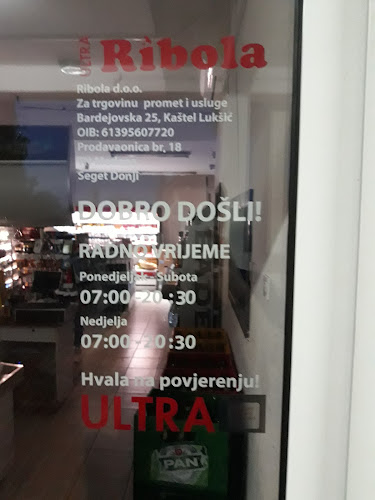 ULTRA Ribola
Ribola d.o.o.
Za trgovinu promet i usluge
Bardejovska 25, Kaštel Lukšić
OIB: 61395607720
Prodavaonica br, 18
Seget Donji
DOBRO DOŠLI!
RADNO VRIJEME
Ponedjeljak - Subota
07:00-20:30
Nedjelja
07:00-20:30
Hvala na povjerenju!
ULTRA
PAN